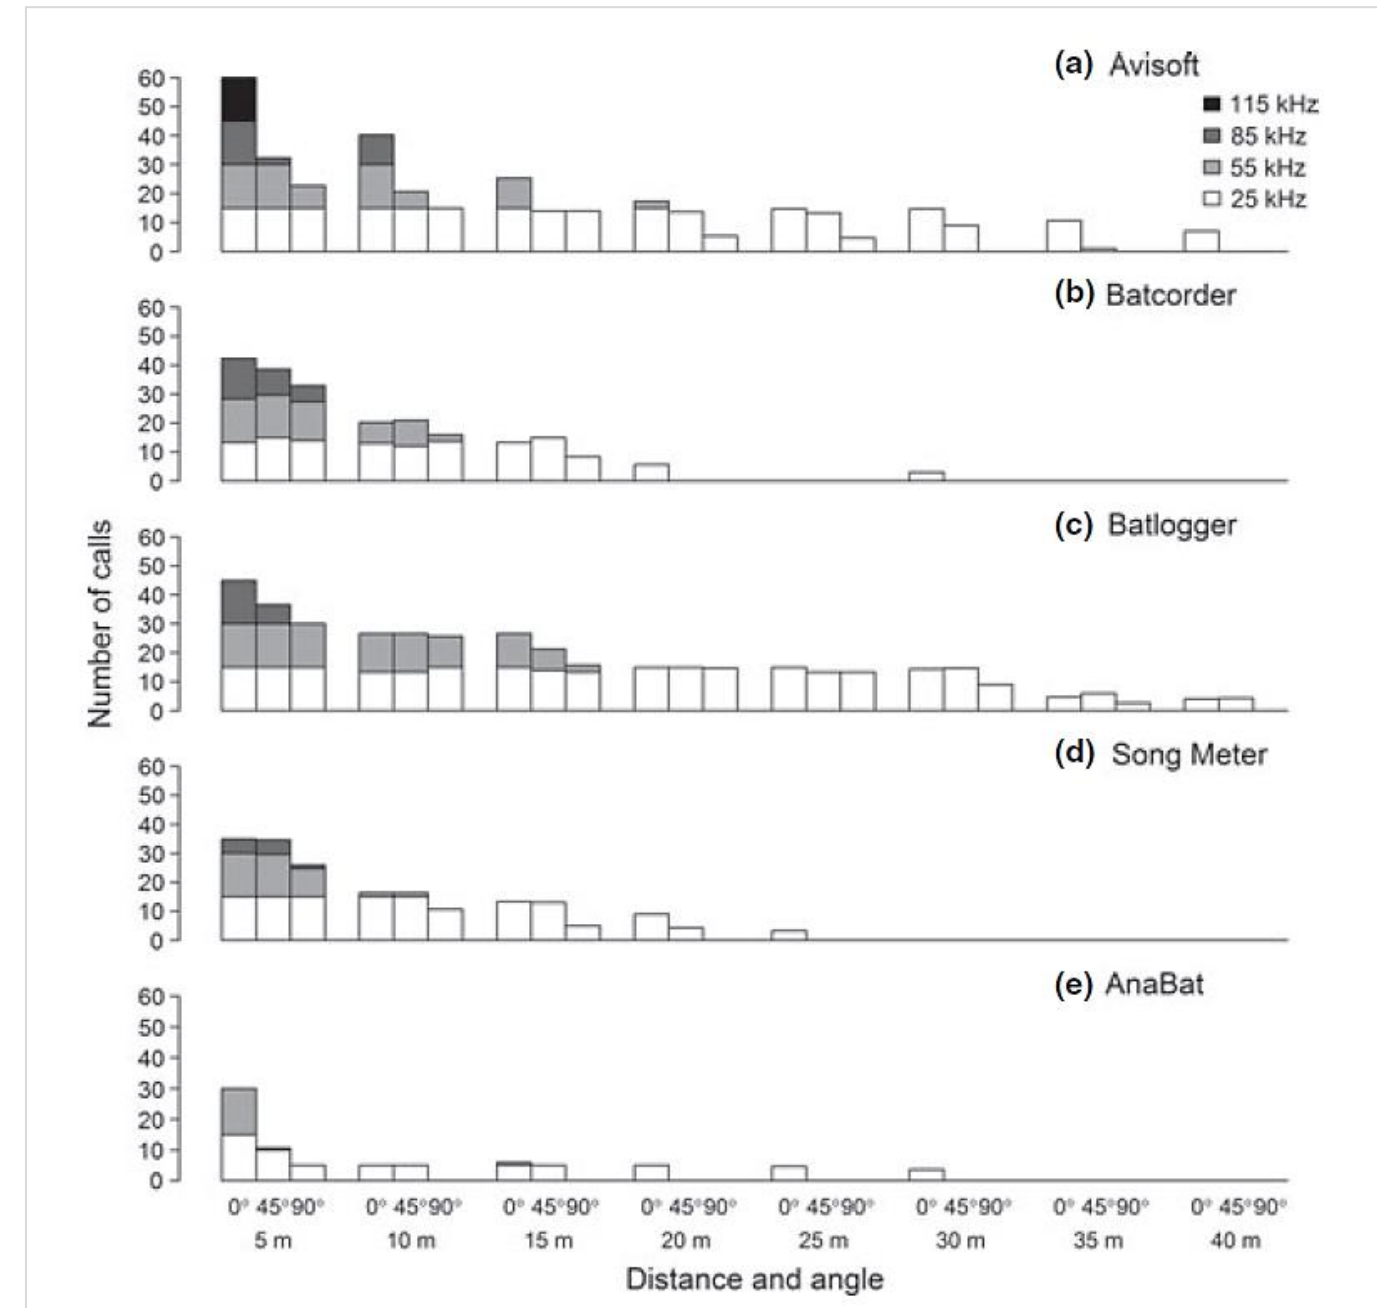 (a) Avisoft
115 kHz
85 kHz
55 kHz
25 kHz
60
50
40
30
20
10
0
(b) Batcorder
60
50
40
30
20
10
0
(c) Batlogger
60
50
40
30
20
10
0
Number of calls
(d) Song Meter
60
50
40
30
20
10
0
(e) AnaBat
60
50
40
30
20
10
0
0° 45°90° 0° 45°90° 0° 45°90° 0° 45°90° 0° 45°90° 0° 45°90° 0° 45°90° 0° 45°90°
5 m 10 m 15 m 20 m 25 m 30 m 35 m 40 m
Distance and angle